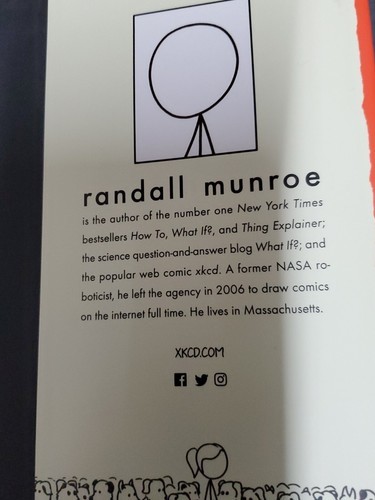 randall munroe
is the author of the number one New York Times
bestsellers How To, What If?, and Thing Explainer;
the science question-and-answer blog What If?; and
the popular web comic xkcd. A former NASA ro-
boticist, he left the agency in 2006 to draw comics
on the internet full time. He lives in Massachusetts.
XKCD.COM